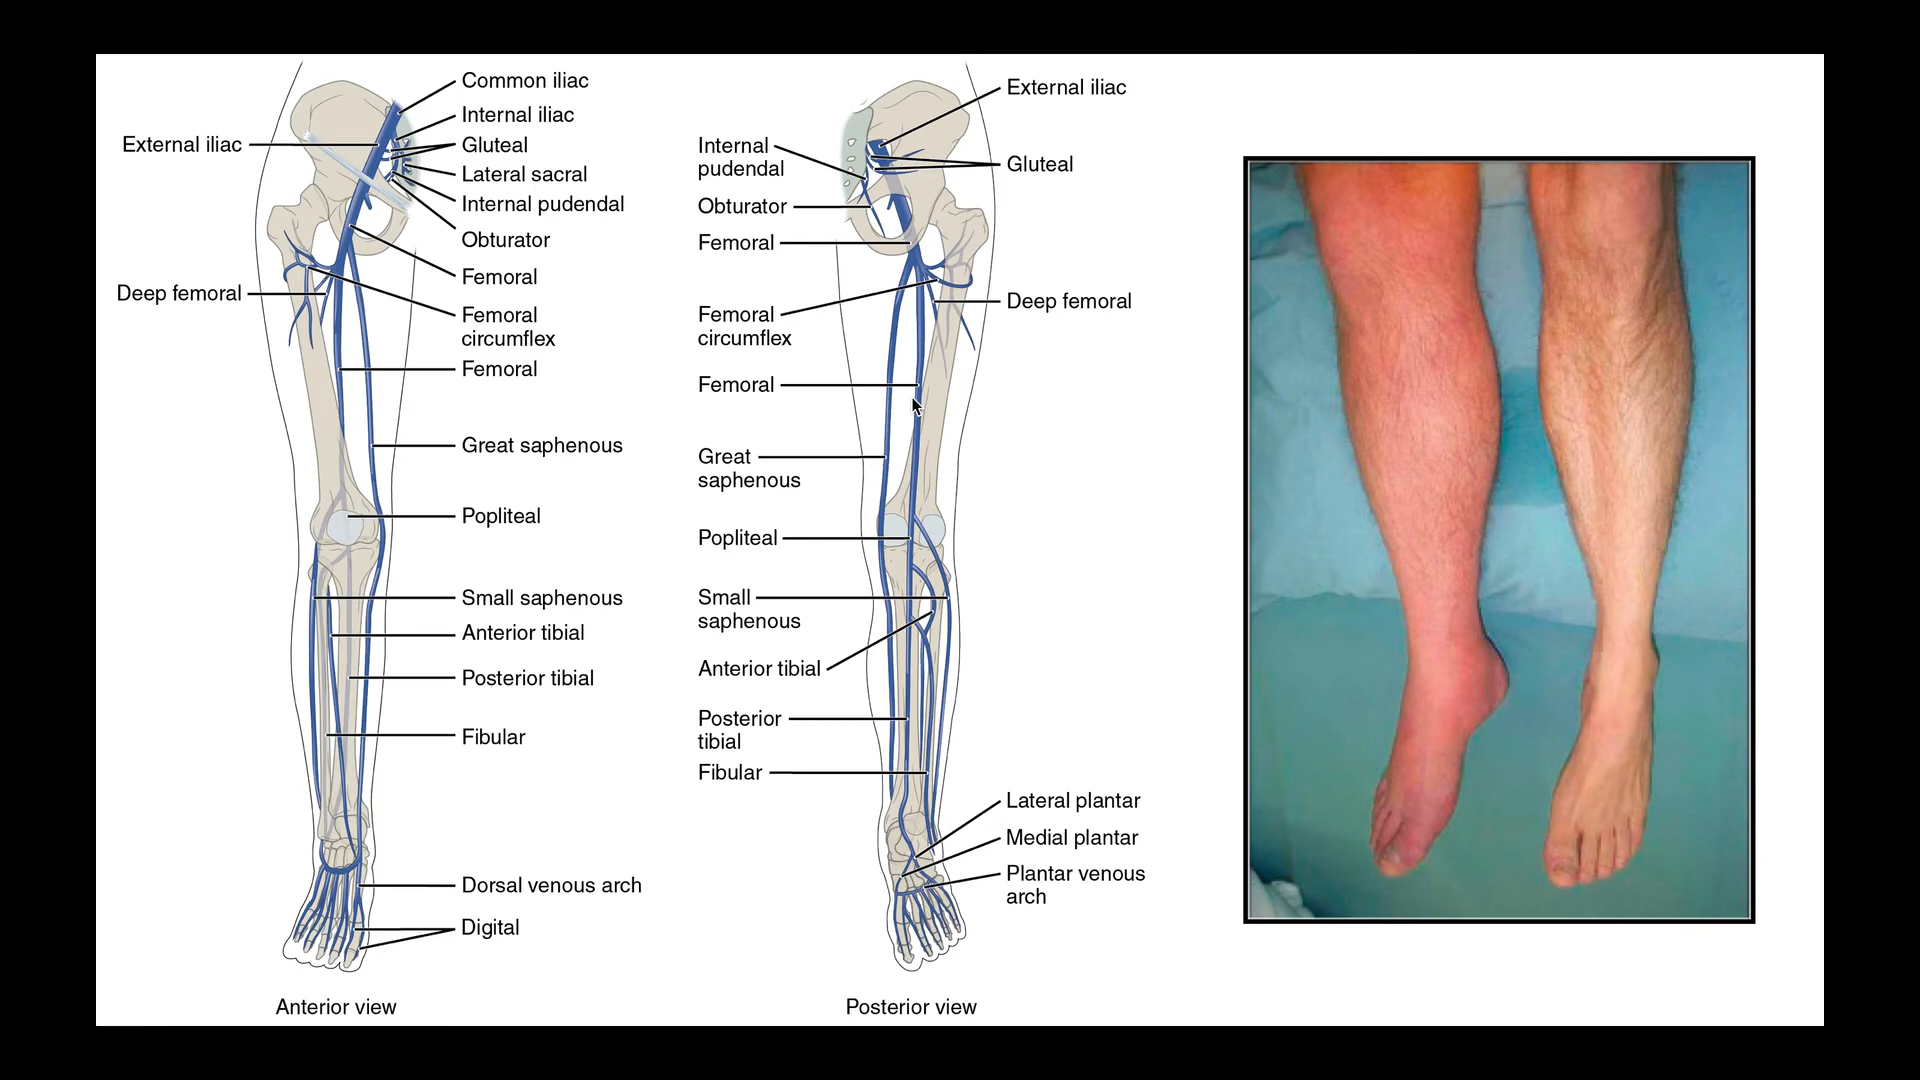 Common iliac
Internal iliac
External iliac
Gluteal
Lateral sacral
Internal pudendal
Obturator
Femoral
Deep femoral
Femoral
circumflex
Femoral
Great saphenous
Popliteal
Small saphenous
Anterior tibial
Posterior tibial
Fibular
Dorsal venous arch
Digital
Anterior view
External iliac
Internal
pudendal
Gluteal
Obturator
Femoral
Deep femoral
Femoral
circumflex
Femoral
Great
saphenous
Popliteal
Small
saphenous
Anterior tibial
Posterior
tibial
Fibular
Lateral plantar
Medial plantar
Plantar venous
arch
Posterior view